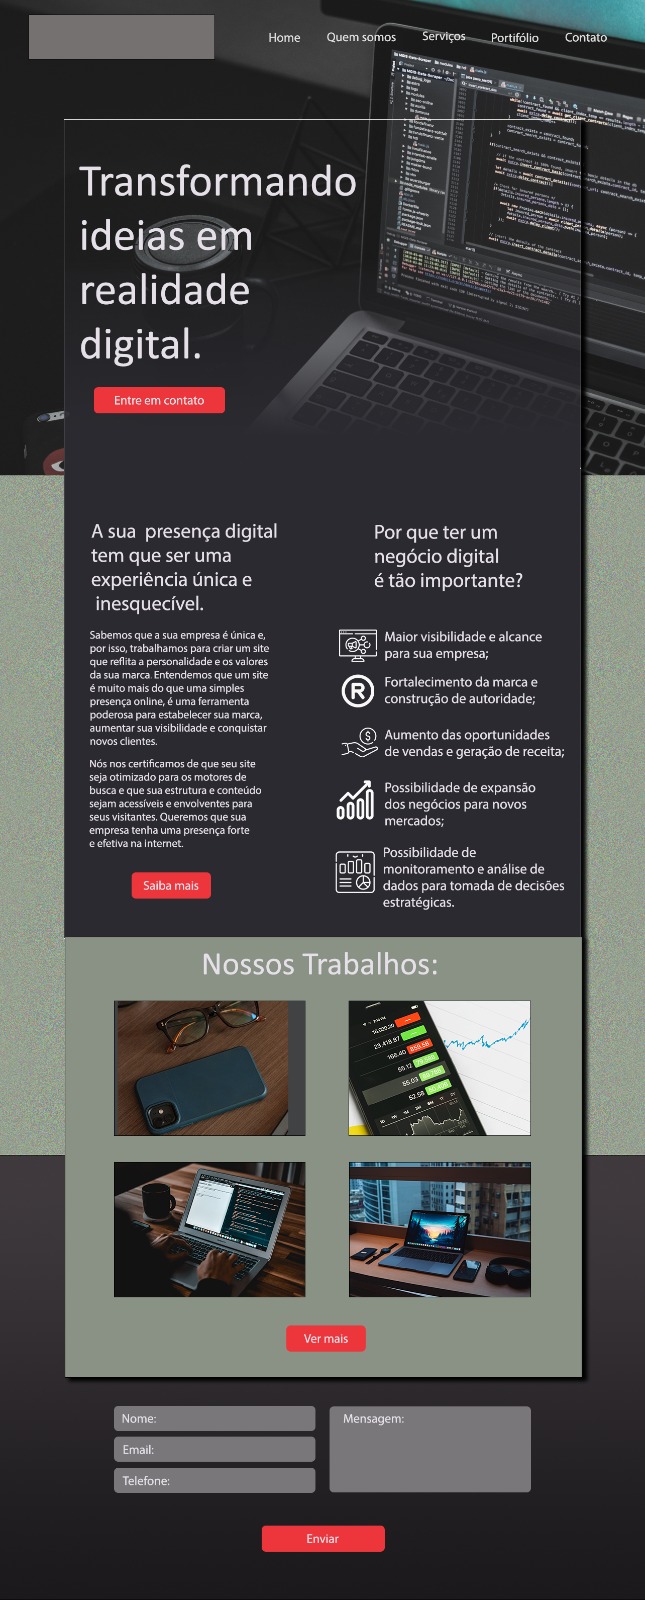 Home Quem somos Serviços Portifólio Contato
Transformando
ideias em
realidade
digital.
Entre em contato
A sua presença digital
tem que ser uma
experiência única e
inesquecível.
Sabemos que a sua empresa é única e,
por isso, trabalhamos para criar um site
que reflita a personalidade e os valores
da sua marca. Entendemos que um site
é muito mais do que uma simples
presença online, é uma ferramenta
poderosa para estabelecer sua marca,
aumentar sua visibilidade e conquistar
novos clientes.
Nós nos certificamos de que seu site
seja otimizado para os motores de
busca e que sua estrutura e conteúdo
sejam acessíveis e envolventes para
seus visitantes. Queremos que sua
empresa tenha uma presença forte
e efetiva na internet.
Saiba mais
Por que ter um
negócio digital
é tão importante?
Maior visibilidade e alcance
para sua empresa;
R
Fortalecimento da marca e
construção de autoridade;
$
Aumento das oportunidades
de vendas e geração de receita;
Possibilidade de expansão
dos negócios para novos
mercados;
Possibilidade de
monitoramento e análise de
dados para tomada de decisões
estratégicas.
Nossos Trabalhos:
Ver mais
Nome:
Email:
Telefone:
Mensagem:
Enviar